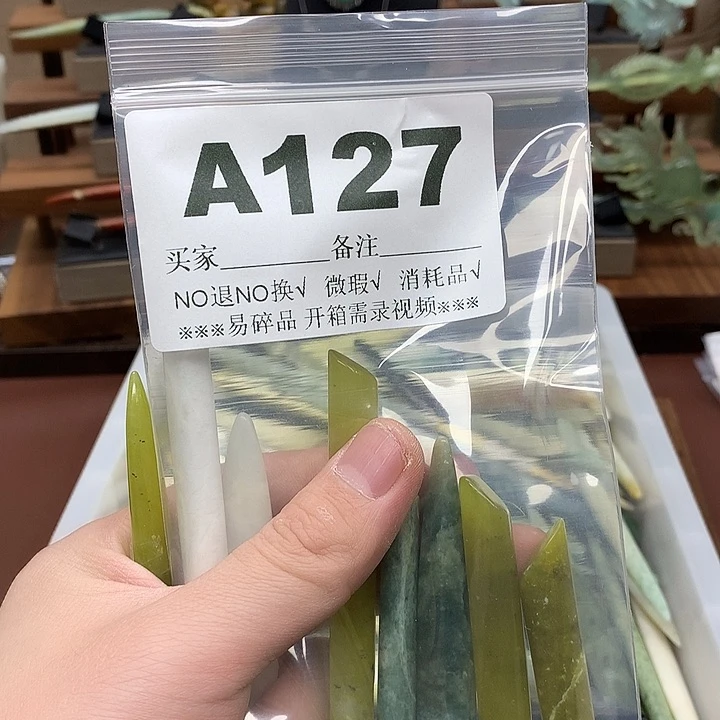 A127
买家________备注________
NO退NO换√ 微瑕√ 消耗品√
※※※易碎品 开箱需录视频※※※